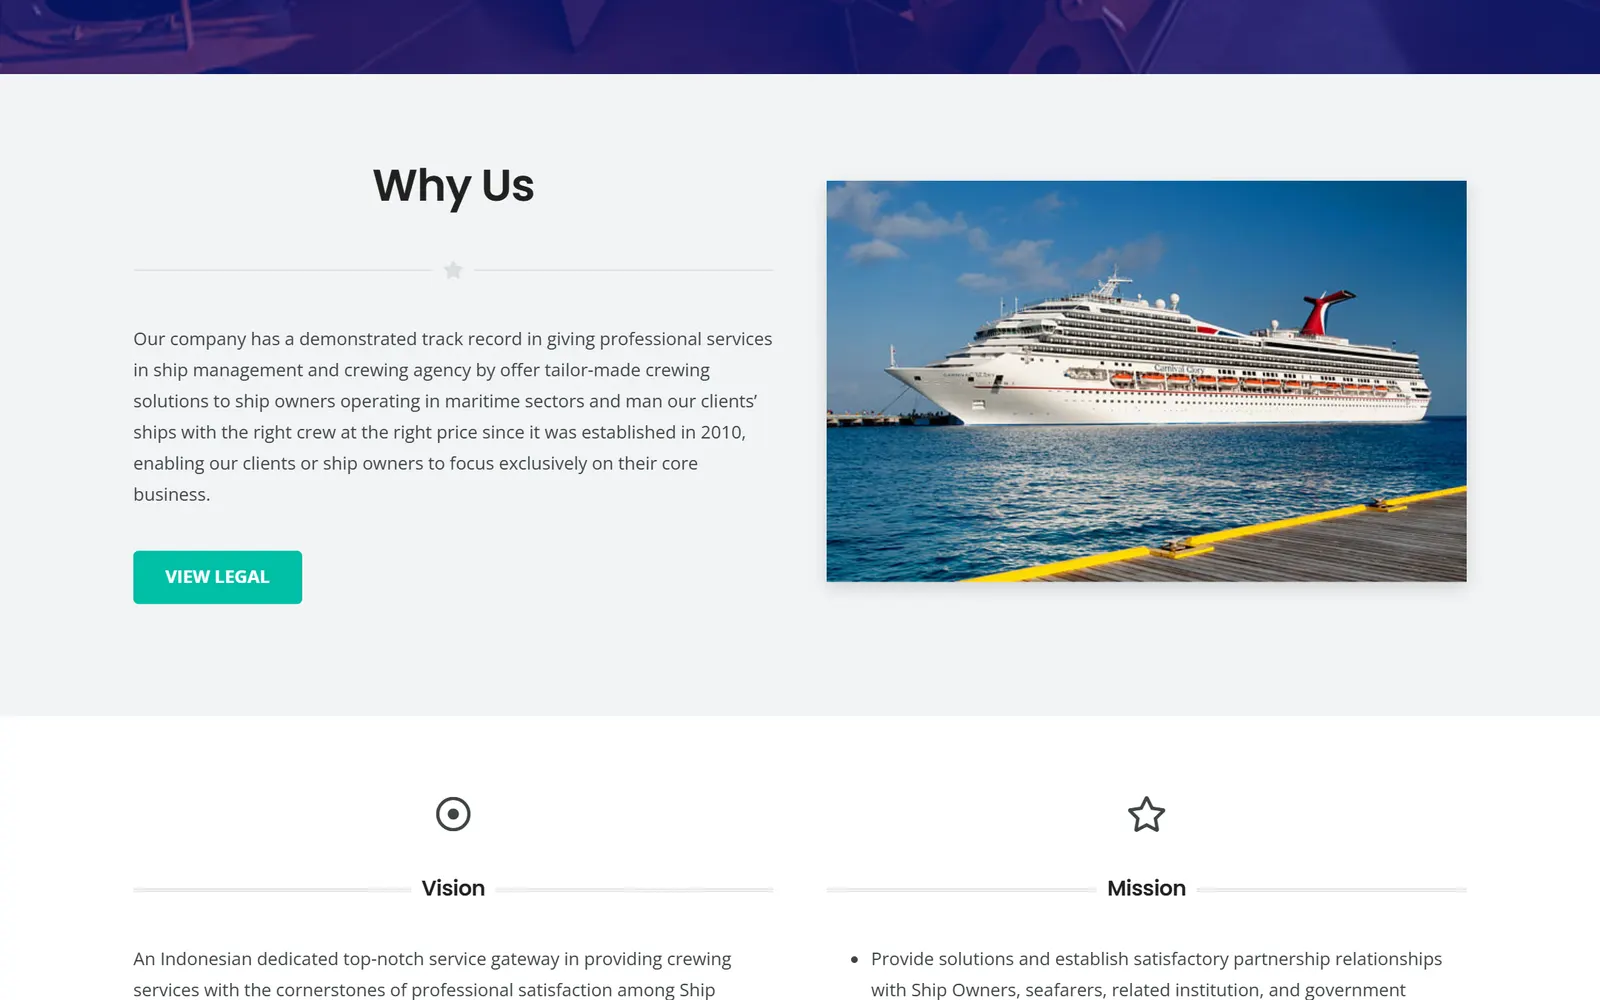 Why Us
Our company has a demonstrated track record in giving professional services
in ship management and crewing agency by offer tailor-made crewing
solutions to ship owners operating in maritime sectors and man our clients’
ships with the right crew at the right price since it was established in 2010,
enabling our clients or ship owners to focus exclusively on their core
business.
VIEW LEGAL
Carnival Glory
Vision
An Indonesian dedicated top-notch service gateway in providing crewing
services with the cornerstones of professional satisfaction among Ship
Mission
• Provide solutions and establish satisfactory partnership relationships
with Ship Owners, seafarers, related institution, and government